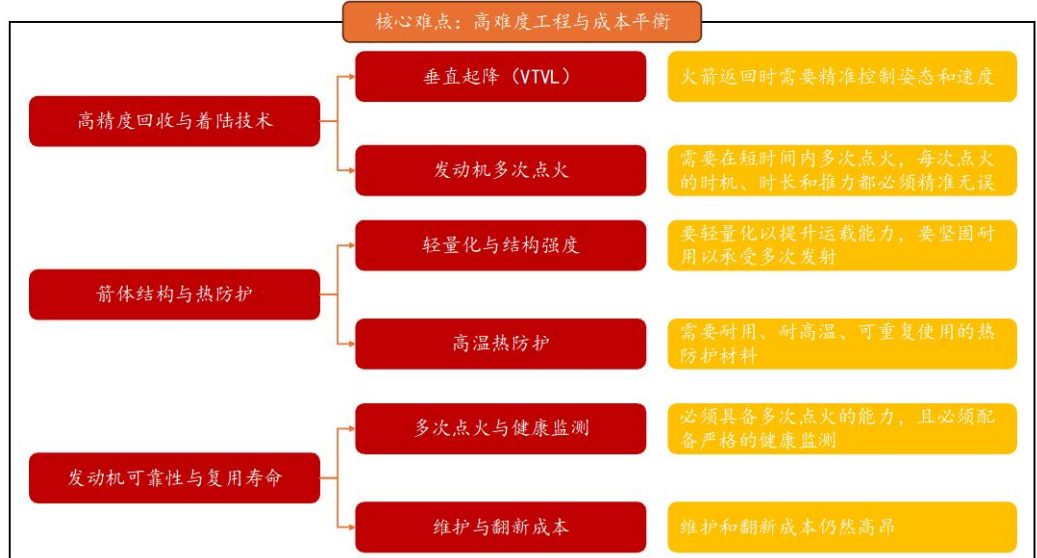 核心难点：高难度工程与成本平衡
高精度回收与着陆技术
垂直起降（VTVL）
火箭返回时需要精准控制姿态和速度
发动机多次点火
需要在短时间内多次点火，每次点火
的时机、时长和推力都必须精准无误
箭体结构与热防护
轻量化与结构强度
要轻量化以提升运载能力，要坚固耐
用以承受多次发射
高温热防护
需要耐用、耐高温、可重复使用的热
防护材料
发动机可靠性与复用寿命
多次点火与健康监测
必须具备多次点火的能力，且必须配
备严格的健康监测
维护与翻新成本
维护和翻新成本仍然高昂